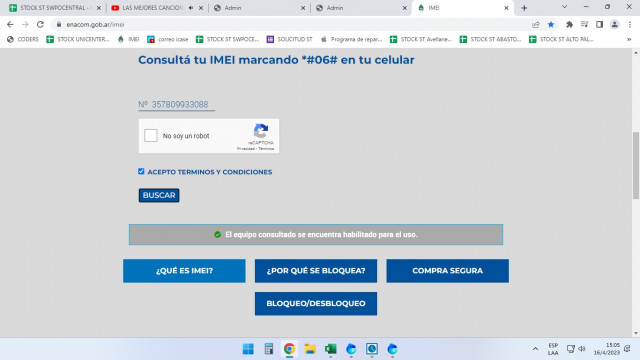 STOCK ST SWPOCENTRAL - 
LAS MEJORES CANCION
Admin
Admin
IMEI
enacom.gob.ar/imei
CODERS
STOCK UNICENTER...
IMEI
correo icase
STOCK ST SWPOCE...
SOLICITUD ST
Programa de repar...
STOCK ST Avellane...
STOCK ST ABASTO...
STOCK ST ALTO PAL...
Consultá tu IMEI marcando *#06# en tu celular
Nº 357809933088
No soy un robot
reCAPTCHA
Privacidad - Términos
ACEPTO TERMINOS Y CONDICIONES
BUSCAR
El equipo consultado se encuentra habilitado para el uso.
¿QUÉ ES IMEI?
¿POR QUÉ SE BLOQUEA?
COMPRA SEGURA
BLOQUEO/DESBLOQUEO
ESP
LAA
15:05
16/4/2023